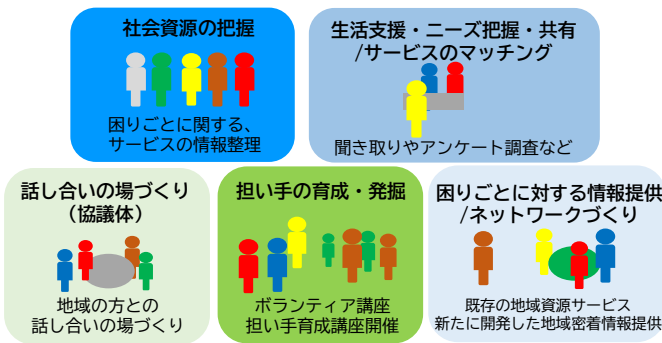 社会資源の把握
困りごとに関する、
サービスの情報整理
生活支援・ニーズ把握・共有
/サービスのマッチング
聞き取りやアンケート調査など
話し合いの場づくり
（協議体）
地域の方との
話し合いの場づくり
担い手の育成・発掘
ボランティア講座
担い手育成講座開催
困りごとに対する情報提供
/ネットワークづくり
既存の地域資源サービス
新たに開発した地域密着情報提供